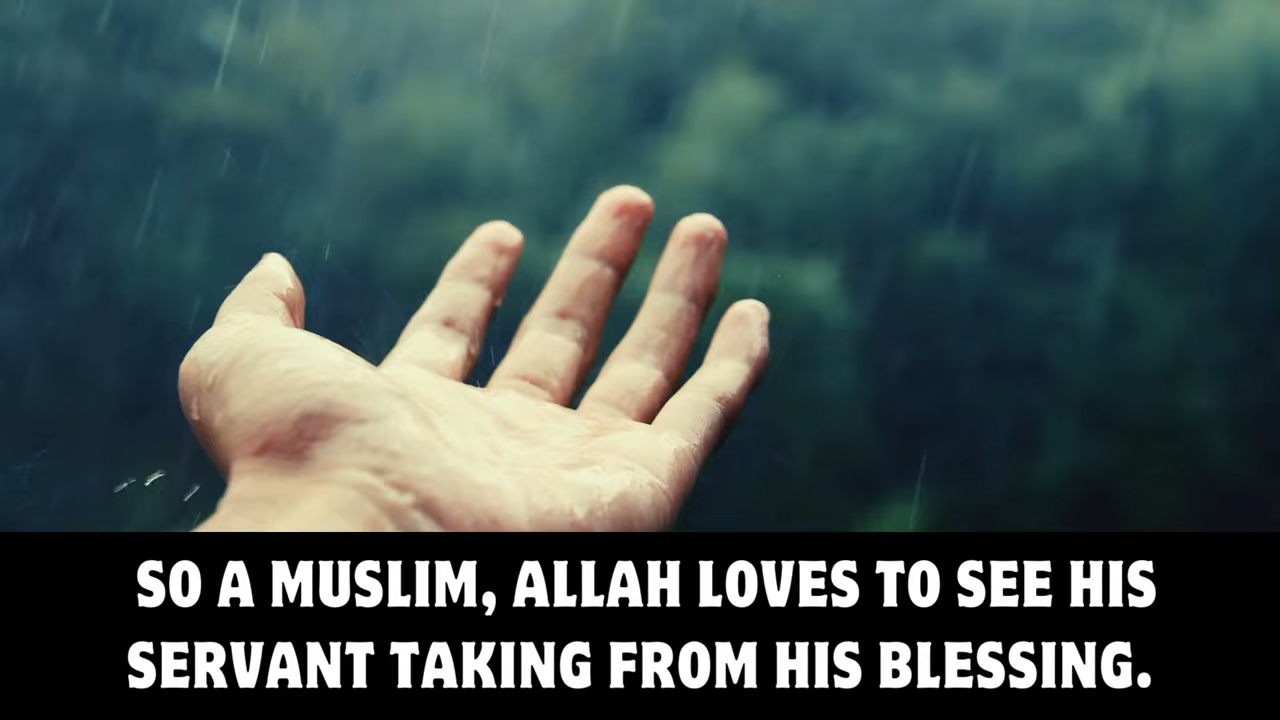 SO A MUSLIM, ALLAH LOVES TO SEE HIS
SERVANT TAKING FROM HIS BLESSING.